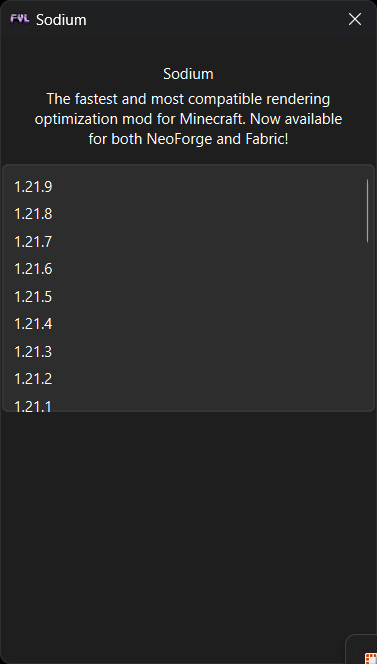 FVL Sodium
Sodium
The fastest and most compatible rendering
optimization mod for Minecraft. Now available
for both NeoForge and Fabric!
1.21.9
1.21.8
1.21.7
1.21.6
1.21.5
1.21.4
1.21.3
1.21.2
1.21.1